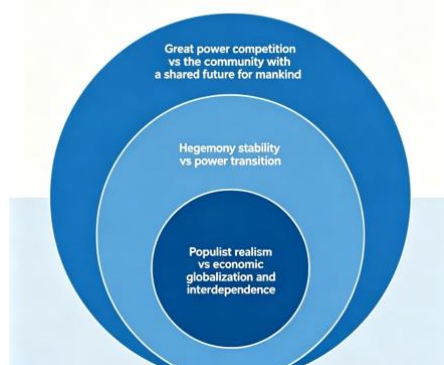 Great power competition
vs the community with
a shared future for mankind
Hegemony stability
vs power transition
Populist realism
vs economic
globalization and
interdependence